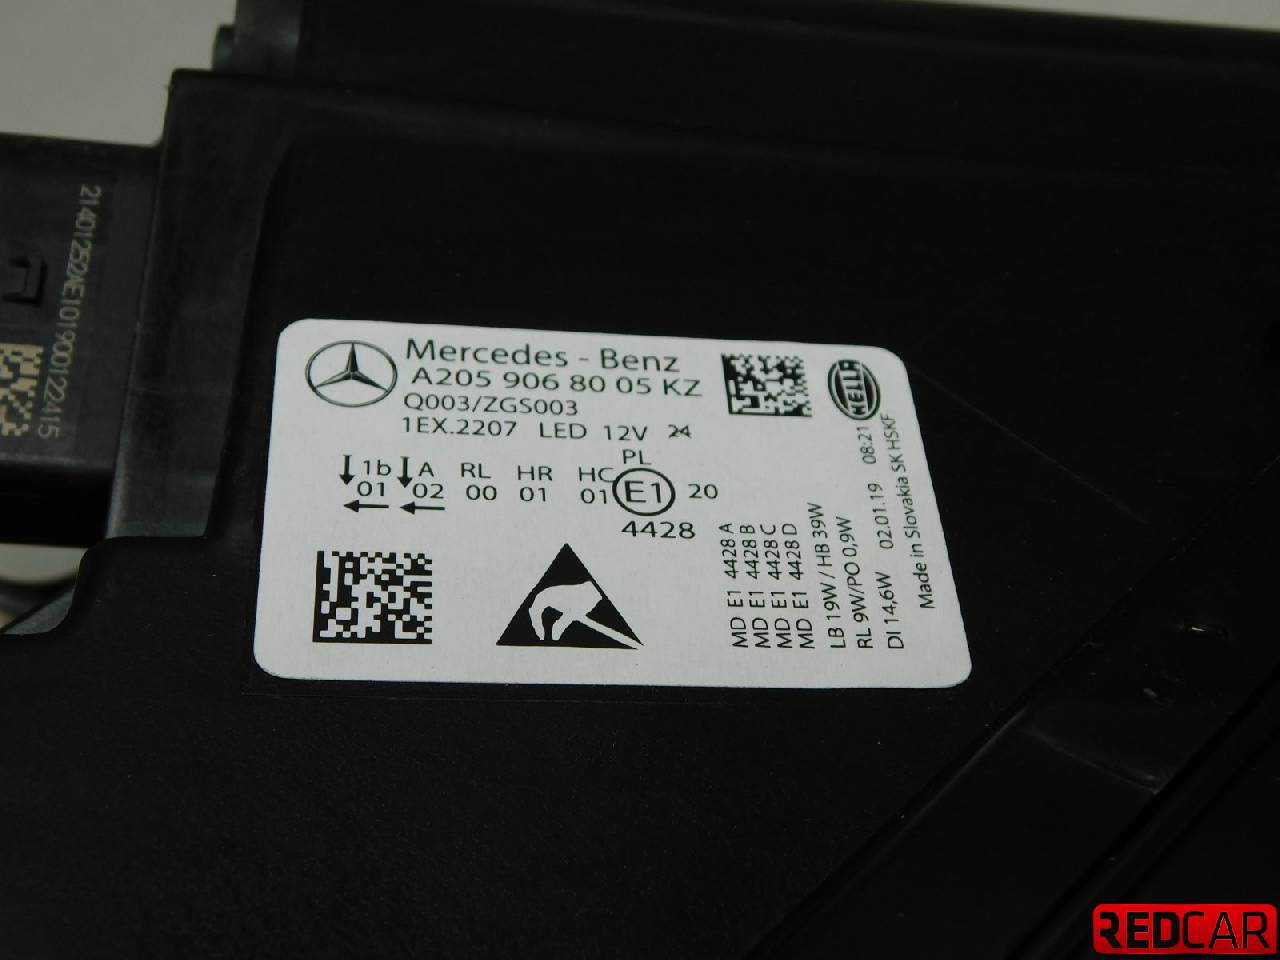 21401252AE101900122415
Mercedes - Benz
A205 906 80 05 KZ
Q003/ZGS003
1EX.2207 LED 12V 24
HELLA
1b A RL HR HC PL
01 02 00 01 01 E1 20
4428
MD E1 4428 A
MD E1 4428 B
MD E1 4428 C
MD E1 4428 D
LB 19W / HB 39W
RL 9W/PO 0,9W
DI 14,6W 02.01.19 08:21
Made in Slovakia SK HSKF
REDCAR